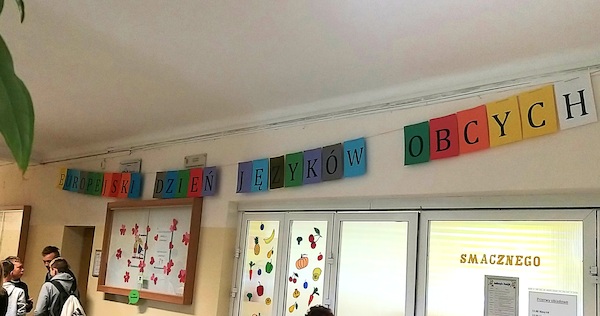 EUROPEJSKI DZIEŃ JĘZYKÓW OBCYCH
SMACZNEGO